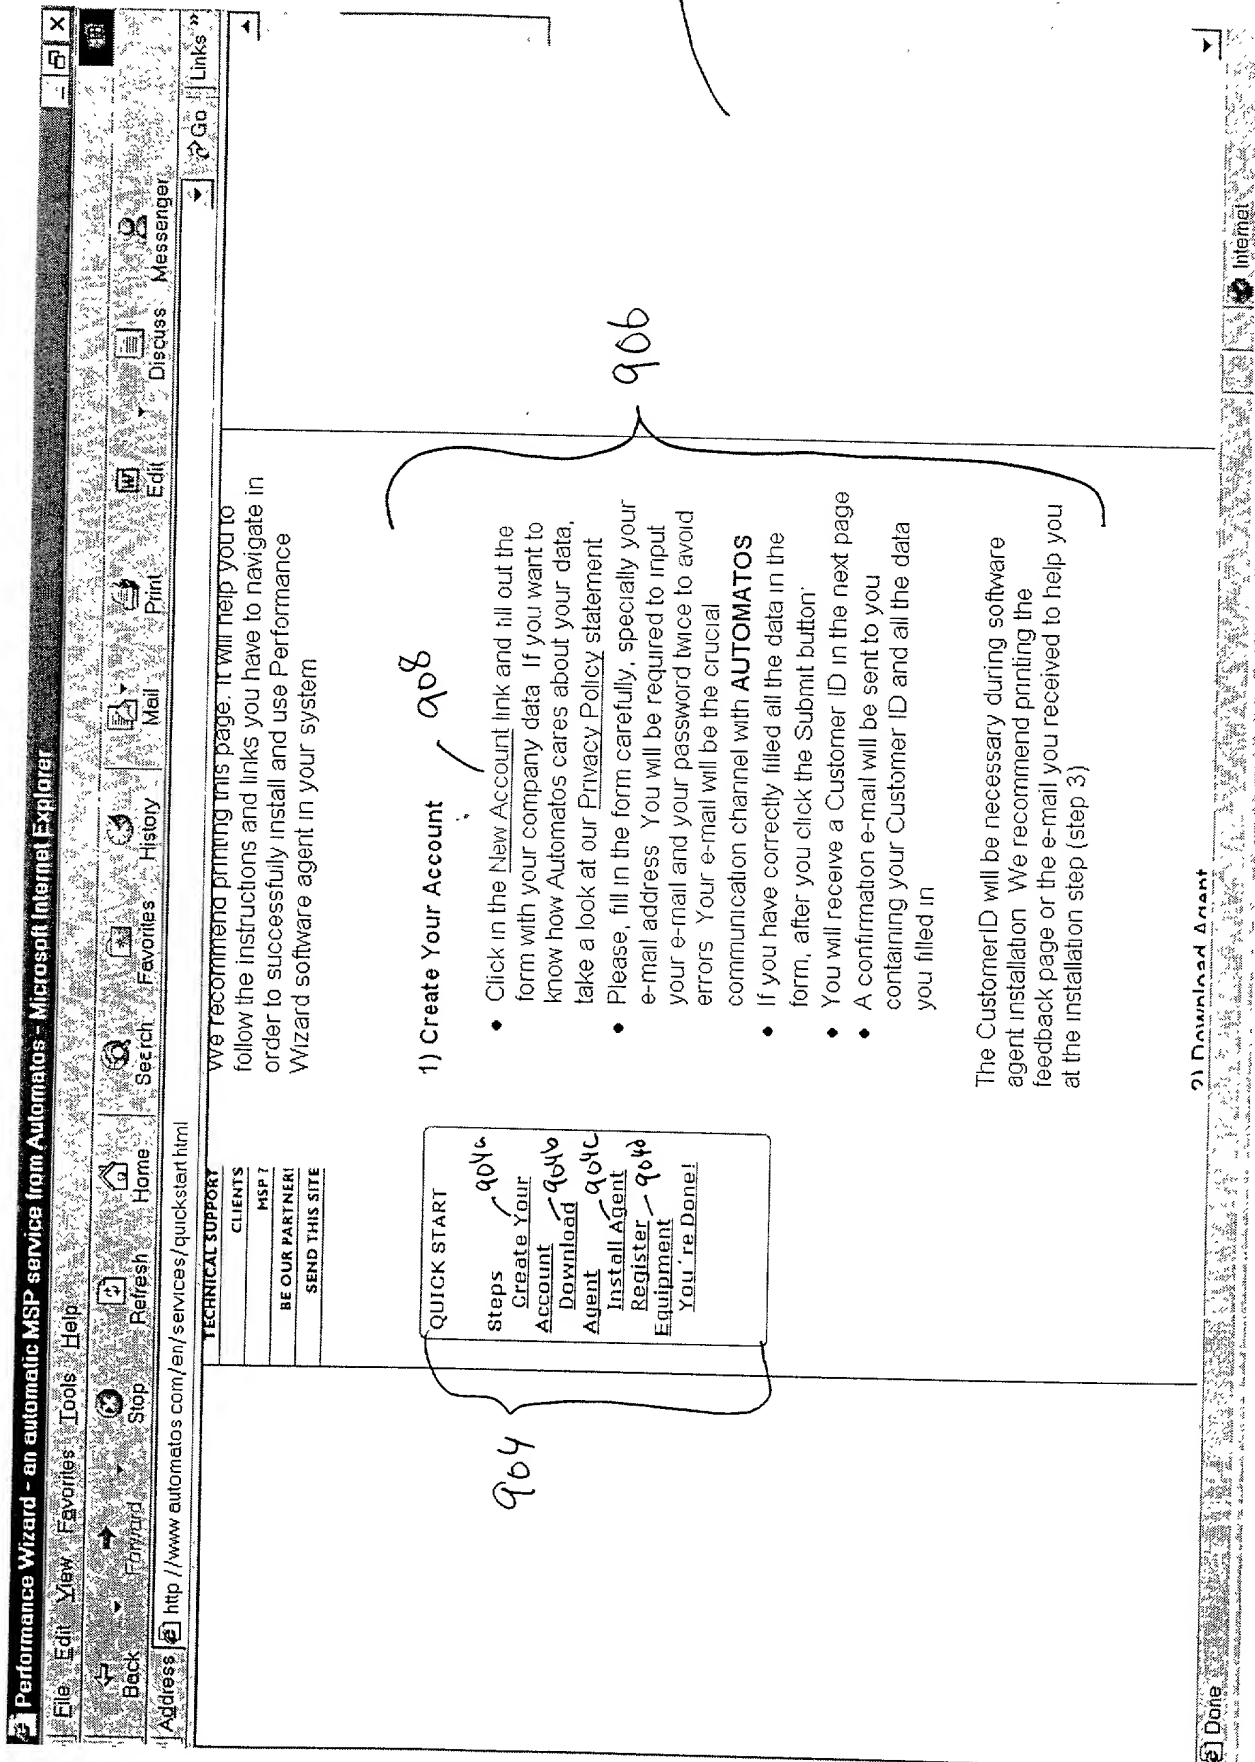 Performance Wizard - an automatic MSP service from Automatos - Microsoft Internet Explorer
File Edit View Favorites Tools Help
Back Forward Stop Refresh Home Search Favorites History Mail Print Edit Discuss Messenger
Address http //www automatos com/en/services/quickstart html Go Links »
TECHNICAL SUPPORT
CLIENTS
MSP ?
BE OUR PARTNER!
SEND THIS SITE
We recommend printing this page. It will help you to
follow the instructions and links you have to navigate in
order to successfully install and use Performance
Wizard software agent in your system
904
QUICK START
Steps 904a
Create Your
Account 904b
Download
Agent 904c
Install Agent
Register 904d
Equipment
You're Done!
1) Create Your Account 908
• Click in the New Account link and fill out the
form with your company data If you want to
know how Automatos cares about your data,
take a look at our Privacy Policy statement
• Please, fill in the form carefully, specially your
e-mail address You will be required to input
your e-mail and your password twice to avoid
errors Your e-mail will be the crucial
communication channel with AUTOMATOS
• If you have correctly filled all the data in the
form, after you click the Submit button
• You will receive a Customer ID in the next page
• A confirmation e-mail will be sent to you
containing your Customer ID and all the data
you filled in
906
The CustomerID will be necessary during software
agent installation We recommend printing the
feedback page or the e-mail you received to help you
at the installation step (step 3)
2) Download Agent
Done Internet